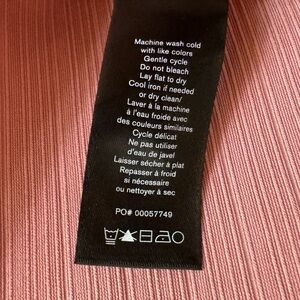 Machine wash cold
with like colors
Gentle cycle
Do not bleach
Lay flat to dry
Cool iron if needed
or dry clean/
Laver à la machine
à l'eau froide avec
des couleurs similaires
Cycle délicat
Ne pas utiliser
d'eau de javel
Laisser sécher à plat
Repasser à froid
si nécessaire
ou nettoyer à sec
PO# 00057749